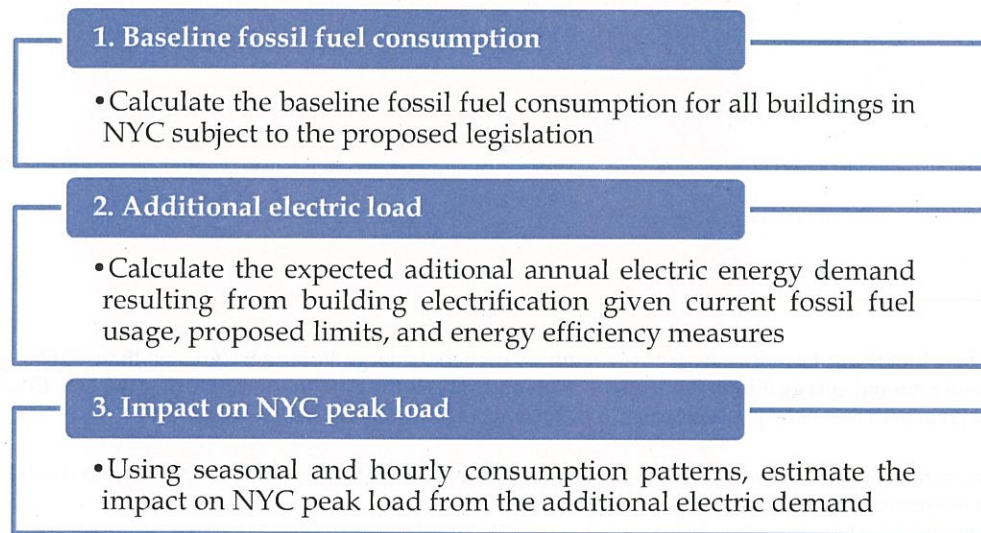 1. Baseline fossil fuel consumption
•Calculate the baseline fossil fuel consumption for all buildings in
NYC subject to the proposed legislation
2. Additional electric load
•Calculate the expected aditional annual electric energy demand
resulting from building electrification given current fossil fuel
usage, proposed limits, and energy efficiency measures
3. Impact on NYC peak load
•Using seasonal and hourly consumption patterns, estimate the
impact on NYC peak load from the additional electric demand